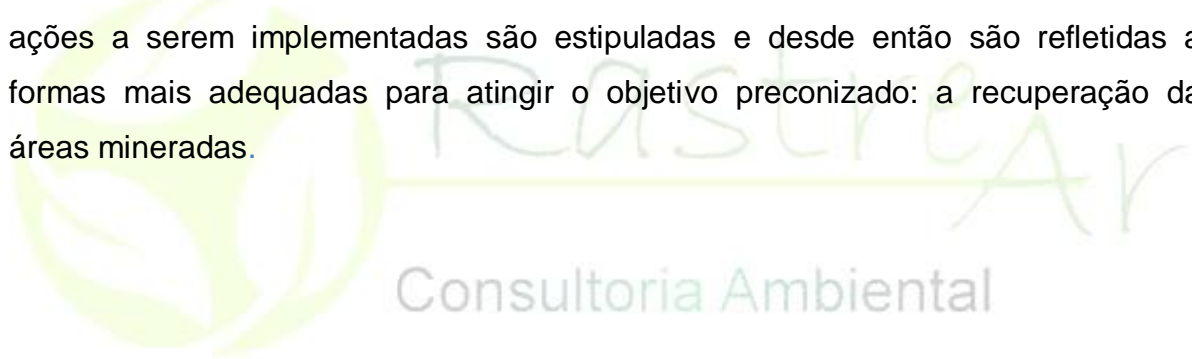 ações a serem implementadas são estipuladas e desde então são refletidas a
formas mais adequadas para atingir o objetivo preconizado: a recuperação da
áreas mineradas.
RastreAr
Consultoria Ambiental